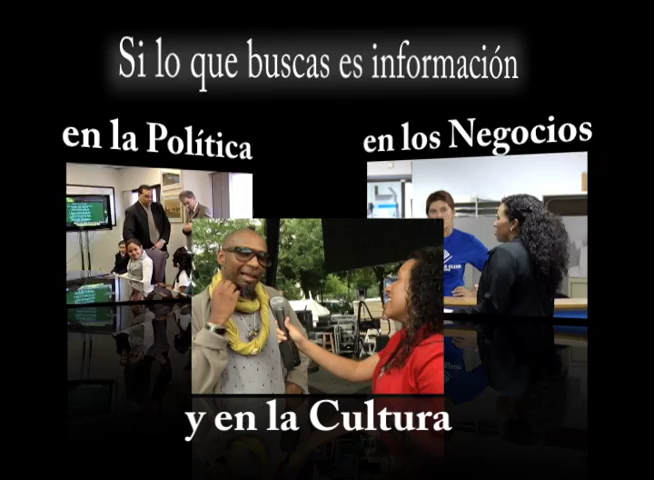 Si lo que buscas es información
en la Política
en los Negocios
y en la Cultura